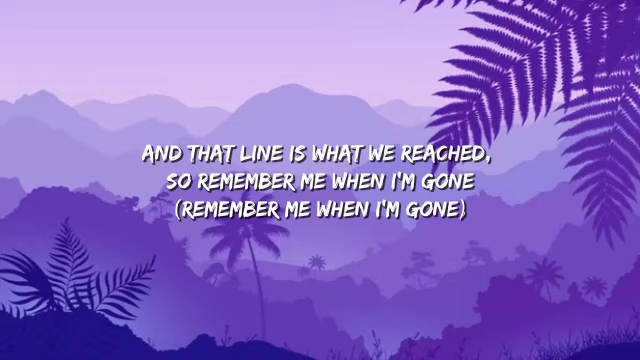 AND THAT LINE IS WHAT WE REACHED,
SO REMEMBER ME WHEN I'M GONE
(REMEMBER ME WHEN I'M GONE)